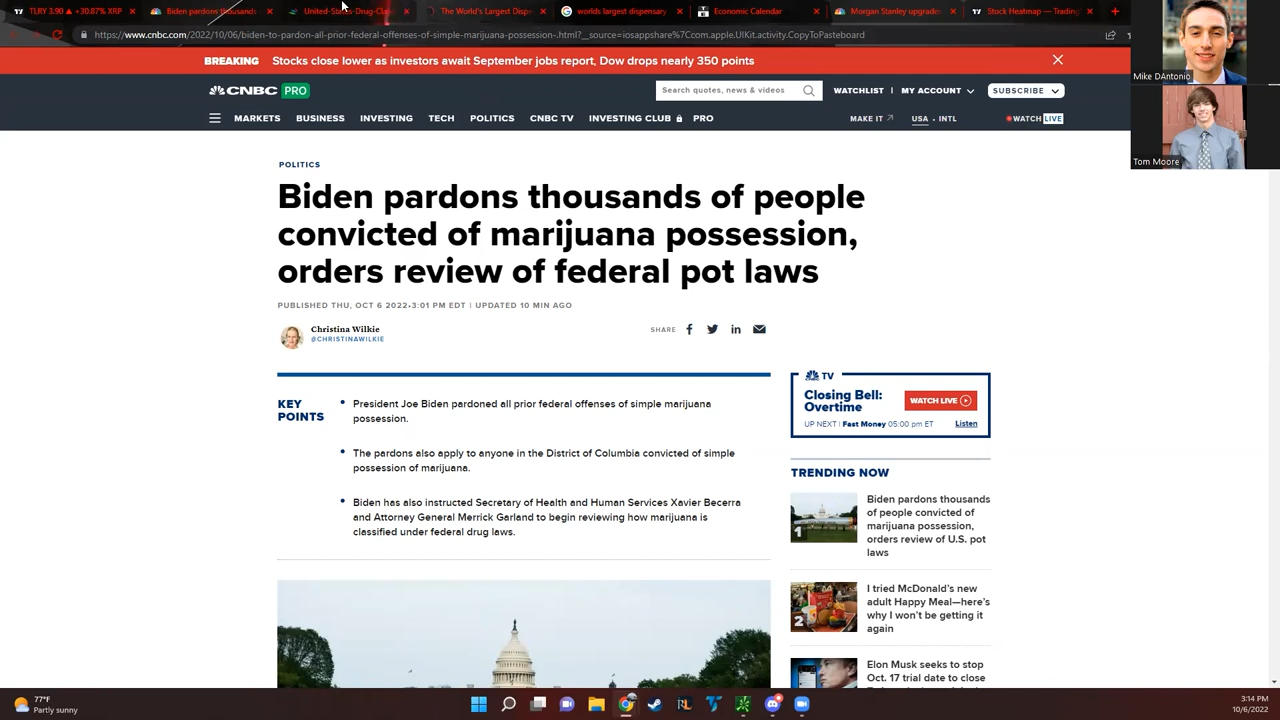 TLRY 3.90 ▲ +30.87% XRP
Biden pardons thousands
United-States-Drug-Cla
The World's Largest Disp
worlds largest dispensary
Economic Calendar
Morgan Stanley upgrade
Stock Heatmap — Trading
https://www.cnbc.com/2022/10/06/biden-to-pardon-all-prior-federal-offenses-of-simple-marijuana-possession-.html?__source=iosappshare%7Ccom.apple.UIKit.activity.CopyToPasteboard
Mike DAntonio
Tom Moore
BREAKING Stocks close lower as investors await September jobs report, Dow drops nearly 350 points
CNBC PRO
Search quotes, news & videos
WATCHLIST
MY ACCOUNT
SUBSCRIBE
MARKETS BUSINESS INVESTING TECH POLITICS CNBC TV INVESTING CLUB PRO
MAKE IT
USA • INTL
WATCH LIVE
POLITICS
Biden pardons thousands of people
convicted of marijuana possession,
orders review of federal pot laws
PUBLISHED THU, OCT 6 2022•3:01 PM EDT | UPDATED 10 MIN AGO
Christina Wilkie
@CHRISTINAWILKIE
SHARE
KEY
POINTS
• President Joe Biden pardoned all prior federal offenses of simple marijuana
possession.
• The pardons also apply to anyone in the District of Columbia convicted of simple
possession of marijuana.
• Biden has also instructed Secretary of Health and Human Services Xavier Becerra
and Attorney General Merrick Garland to begin reviewing how marijuana is
classified under federal drug laws.
TV
Closing Bell:
Overtime
WATCH LIVE
UP NEXT | Fast Money 05:00 pm ET
Listen
TRENDING NOW
1
Biden pardons thousands
of people convicted of
marijuana possession,
orders review of U.S. pot
laws
2
I tried McDonald's new
adult Happy Meal—here's
why I won't be getting it
again
Elon Musk seeks to stop
Oct. 17 trial date to close
77°F
Partly sunny
3:14 PM
10/6/2022